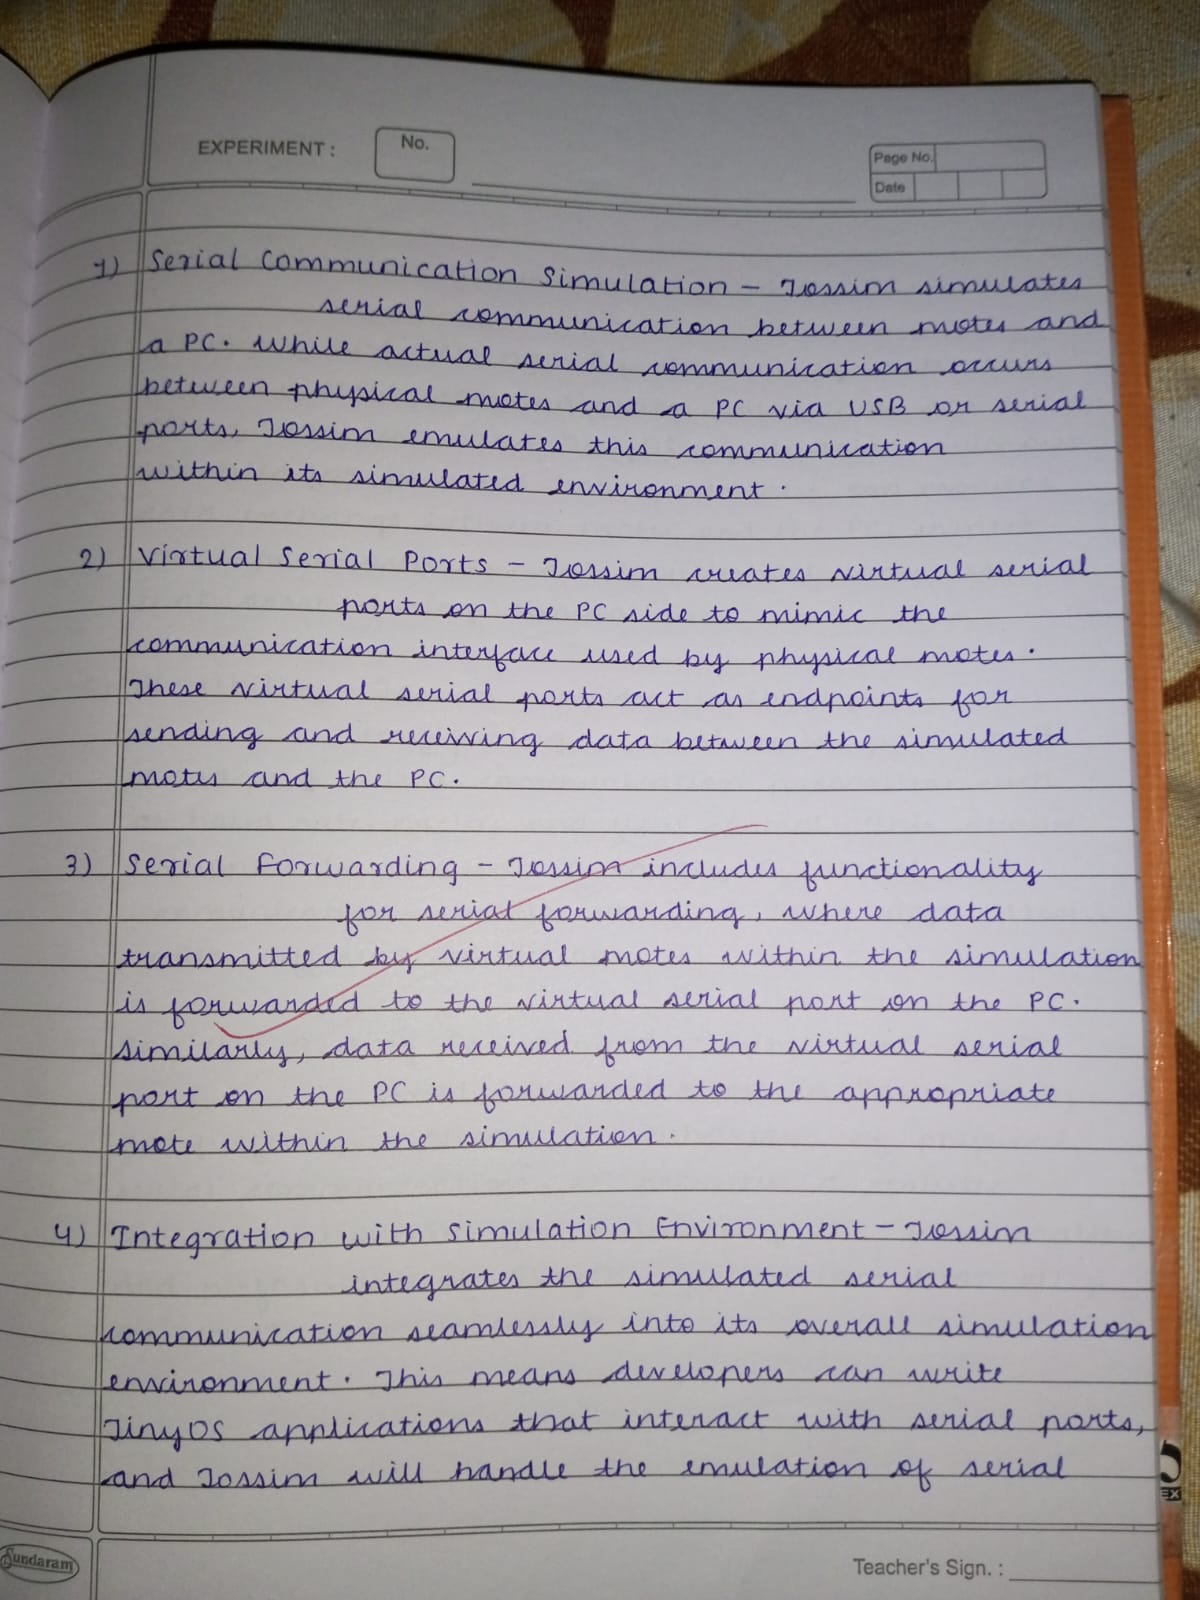 EXPERIMENT :
No.
Page No.
Date
1) Serial Communication Simulation - Tossim simulates
serial communication between motes and
a PC. While actual serial communication occurs
between physical motes and a PC via USB or serial
ports, Tossim emulates this communication
within its simulated environment.
2) Virtual Serial Ports - Tossim creates virtual serial
ports on the PC side to mimic the
communication interface used by physical motes.
These virtual serial ports act as endpoints for
sending and receiving data between the simulated
motes and the PC.
3) Serial Forwarding - Tossim includes functionality
for serial forwarding, where data
transmitted by virtual motes within the simulation
is forwarded to the virtual serial port on the PC.
Similarly, data received from the virtual serial
port on the PC is forwarded to the appropriate
mote within the simulation.
4) Integration with Simulation Environment - Tossim
integrates the simulated serial
communication seamlessly into its overall simulation
environment. This means developers can write
TinyOS applications that interact with serial ports,
and Tossim will handle the emulation of serial
Sundaram
Teacher's Sign. :